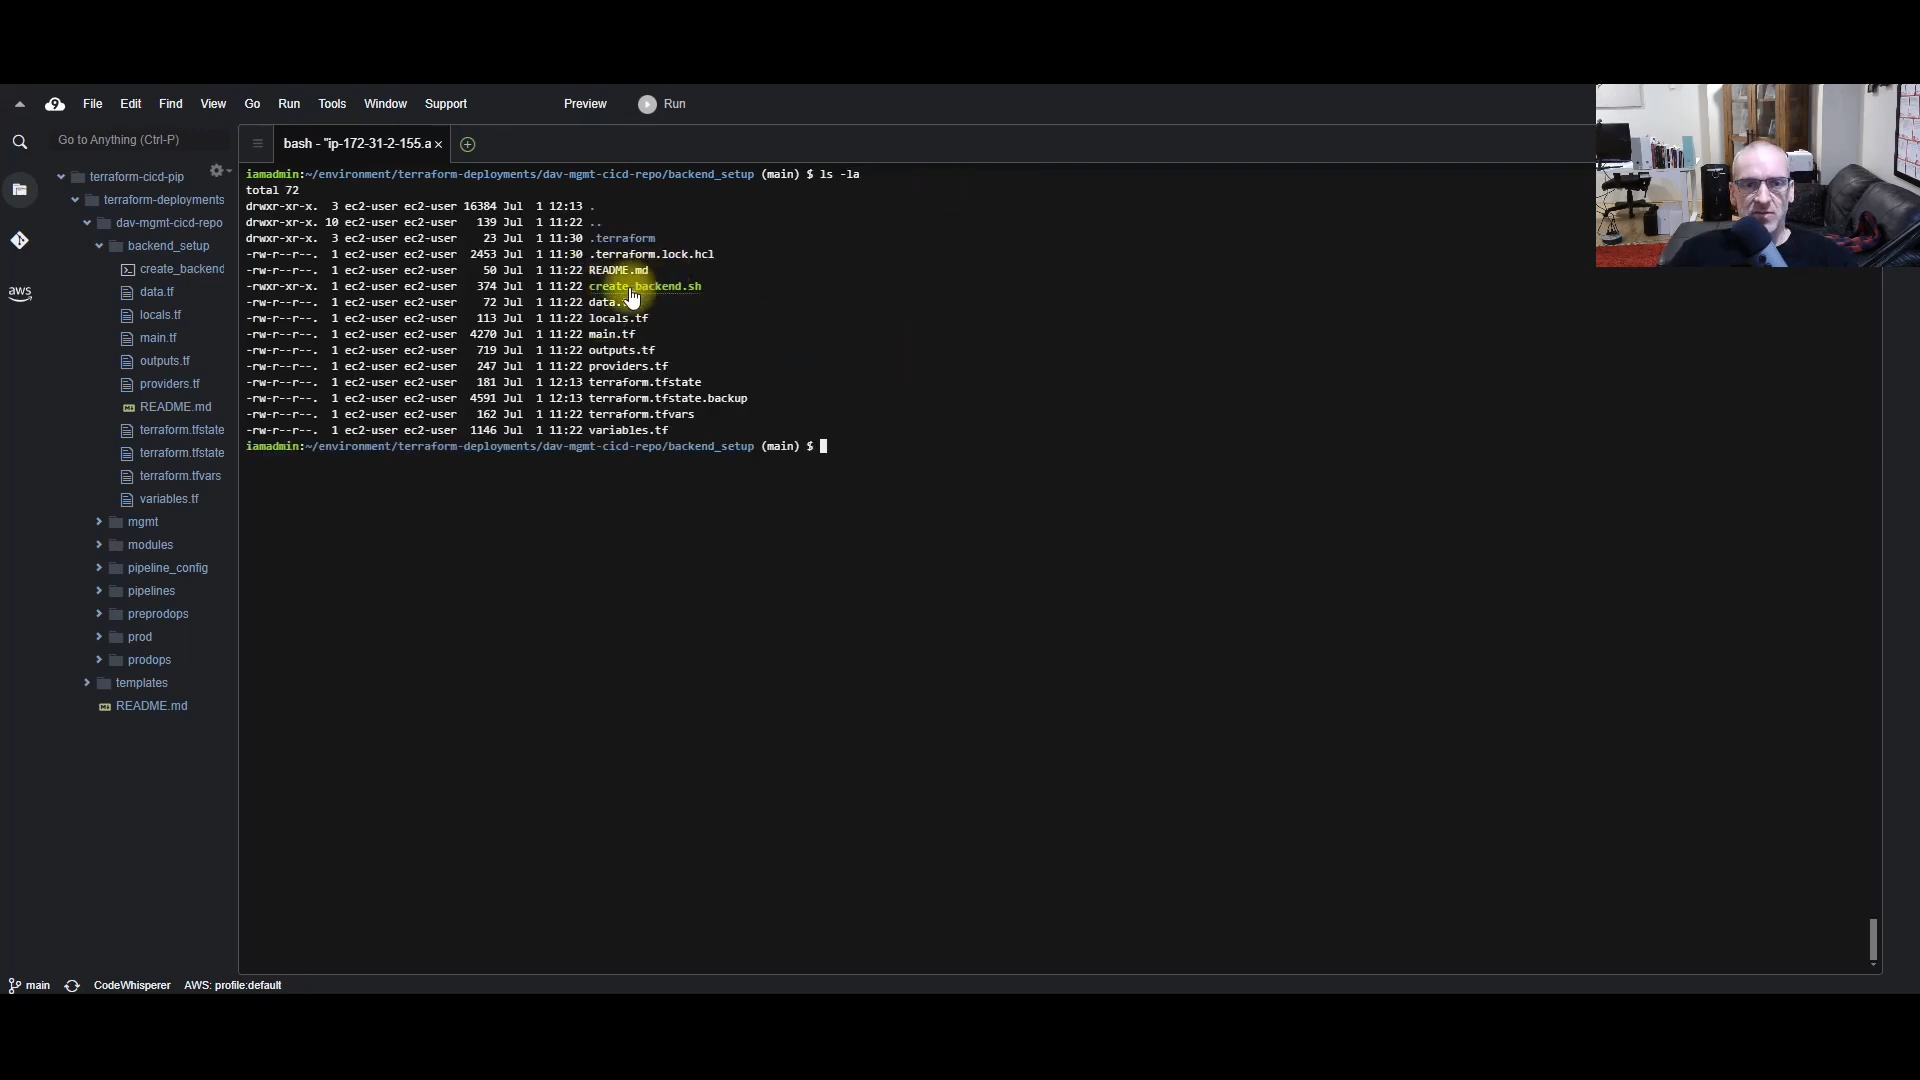 File Edit Find View Go Run Tools Window Support Preview Run
Go to Anything (Ctrl-P)
bash - "ip-172-31-2-155.a
terraform-cicd-pip
terraform-deployments
dav-mgmt-cicd-repo
backend_setup
create_backend
data.tf
locals.tf
main.tf
outputs.tf
providers.tf
README.md
terraform.tfstate
terraform.tfstate
terraform.tfvars
variables.tf
mgmt
modules
pipeline_config
pipelines
preprodops
prod
prodops
templates
README.md
aws
iamadmin:~/environment/terraform-deployments/dav-mgmt-cicd-repo/backend_setup (main) $ ls -la
total 72
drwxr-xr-x. 3 ec2-user ec2-user 16384 Jul 1 12:13 .
drwxr-xr-x. 10 ec2-user ec2-user 139 Jul 1 11:22 ..
drwxr-xr-x. 3 ec2-user ec2-user 23 Jul 1 11:30 .terraform
-rw-r--r--. 1 ec2-user ec2-user 2453 Jul 1 11:30 .terraform.lock.hcl
-rw-r--r--. 1 ec2-user ec2-user 50 Jul 1 11:22 README.md
-rwxr-xr-x. 1 ec2-user ec2-user 374 Jul 1 11:22 create_backend.sh
-rw-r--r--. 1 ec2-user ec2-user 72 Jul 1 11:22 data.
-rw-r--r--. 1 ec2-user ec2-user 113 Jul 1 11:22 locals.tf
-rw-r--r--. 1 ec2-user ec2-user 4270 Jul 1 11:22 main.tf
-rw-r--r--. 1 ec2-user ec2-user 719 Jul 1 11:22 outputs.tf
-rw-r--r--. 1 ec2-user ec2-user 247 Jul 1 11:22 providers.tf
-rw-r--r--. 1 ec2-user ec2-user 181 Jul 1 12:13 terraform.tfstate
-rw-r--r--. 1 ec2-user ec2-user 4591 Jul 1 12:13 terraform.tfstate.backup
-rw-r--r--. 1 ec2-user ec2-user 162 Jul 1 11:22 terraform.tfvars
-rw-r--r--. 1 ec2-user ec2-user 1146 Jul 1 11:22 variables.tf
iamadmin:~/environment/terraform-deployments/dav-mgmt-cicd-repo/backend_setup (main) $
main CodeWhisperer AWS: profile:default